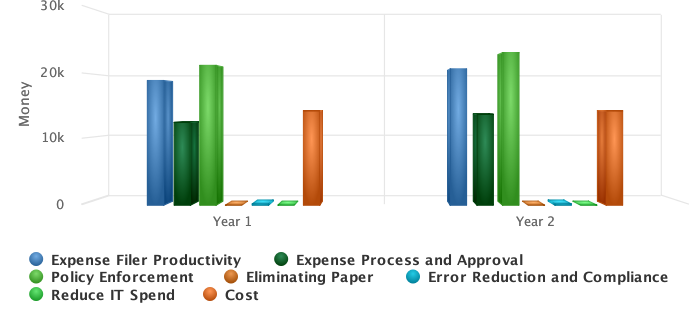 30k
20k
10k
0
Money
Year 1 Year 2
Expense Filer Productivity Expense Process and Approval
Policy Enforcement Eliminating Paper Error Reduction and Compliance
Reduce IT Spend Cost